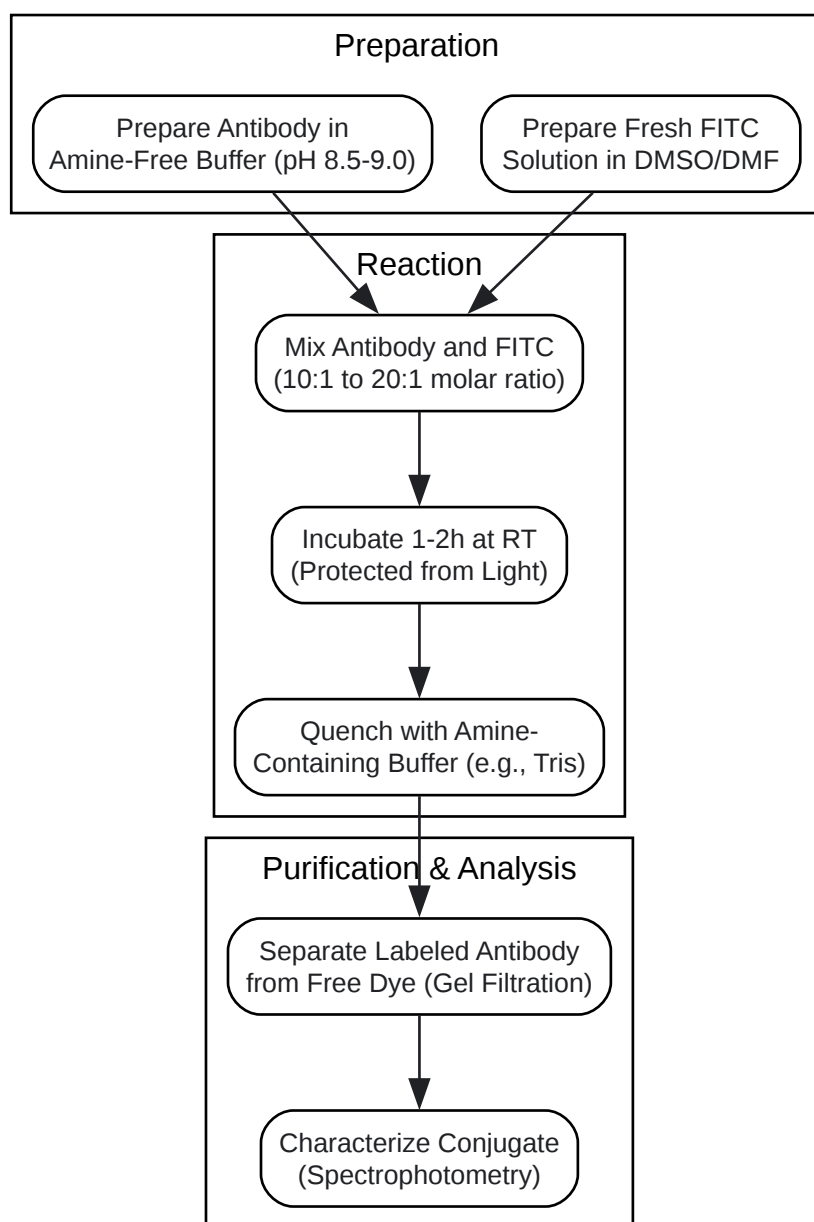 Preparation
Prepare Antibody in
Amine-Free Buffer (pH 8.5-9.0)
Prepare Fresh FITC
Solution in DMSO/DMF
Reaction
Mix Antibody and FITC
(10:1 to 20:1 molar ratio)
Incubate 1-2h at RT
(Protected from Light)
Quench with Amine-
Containing Buffer (e.g., Tris)
Purification & Analysis
Separate Labeled Antibody
from Free Dye (Gel Filtration)
Characterize Conjugate
(Spectrophotometry)